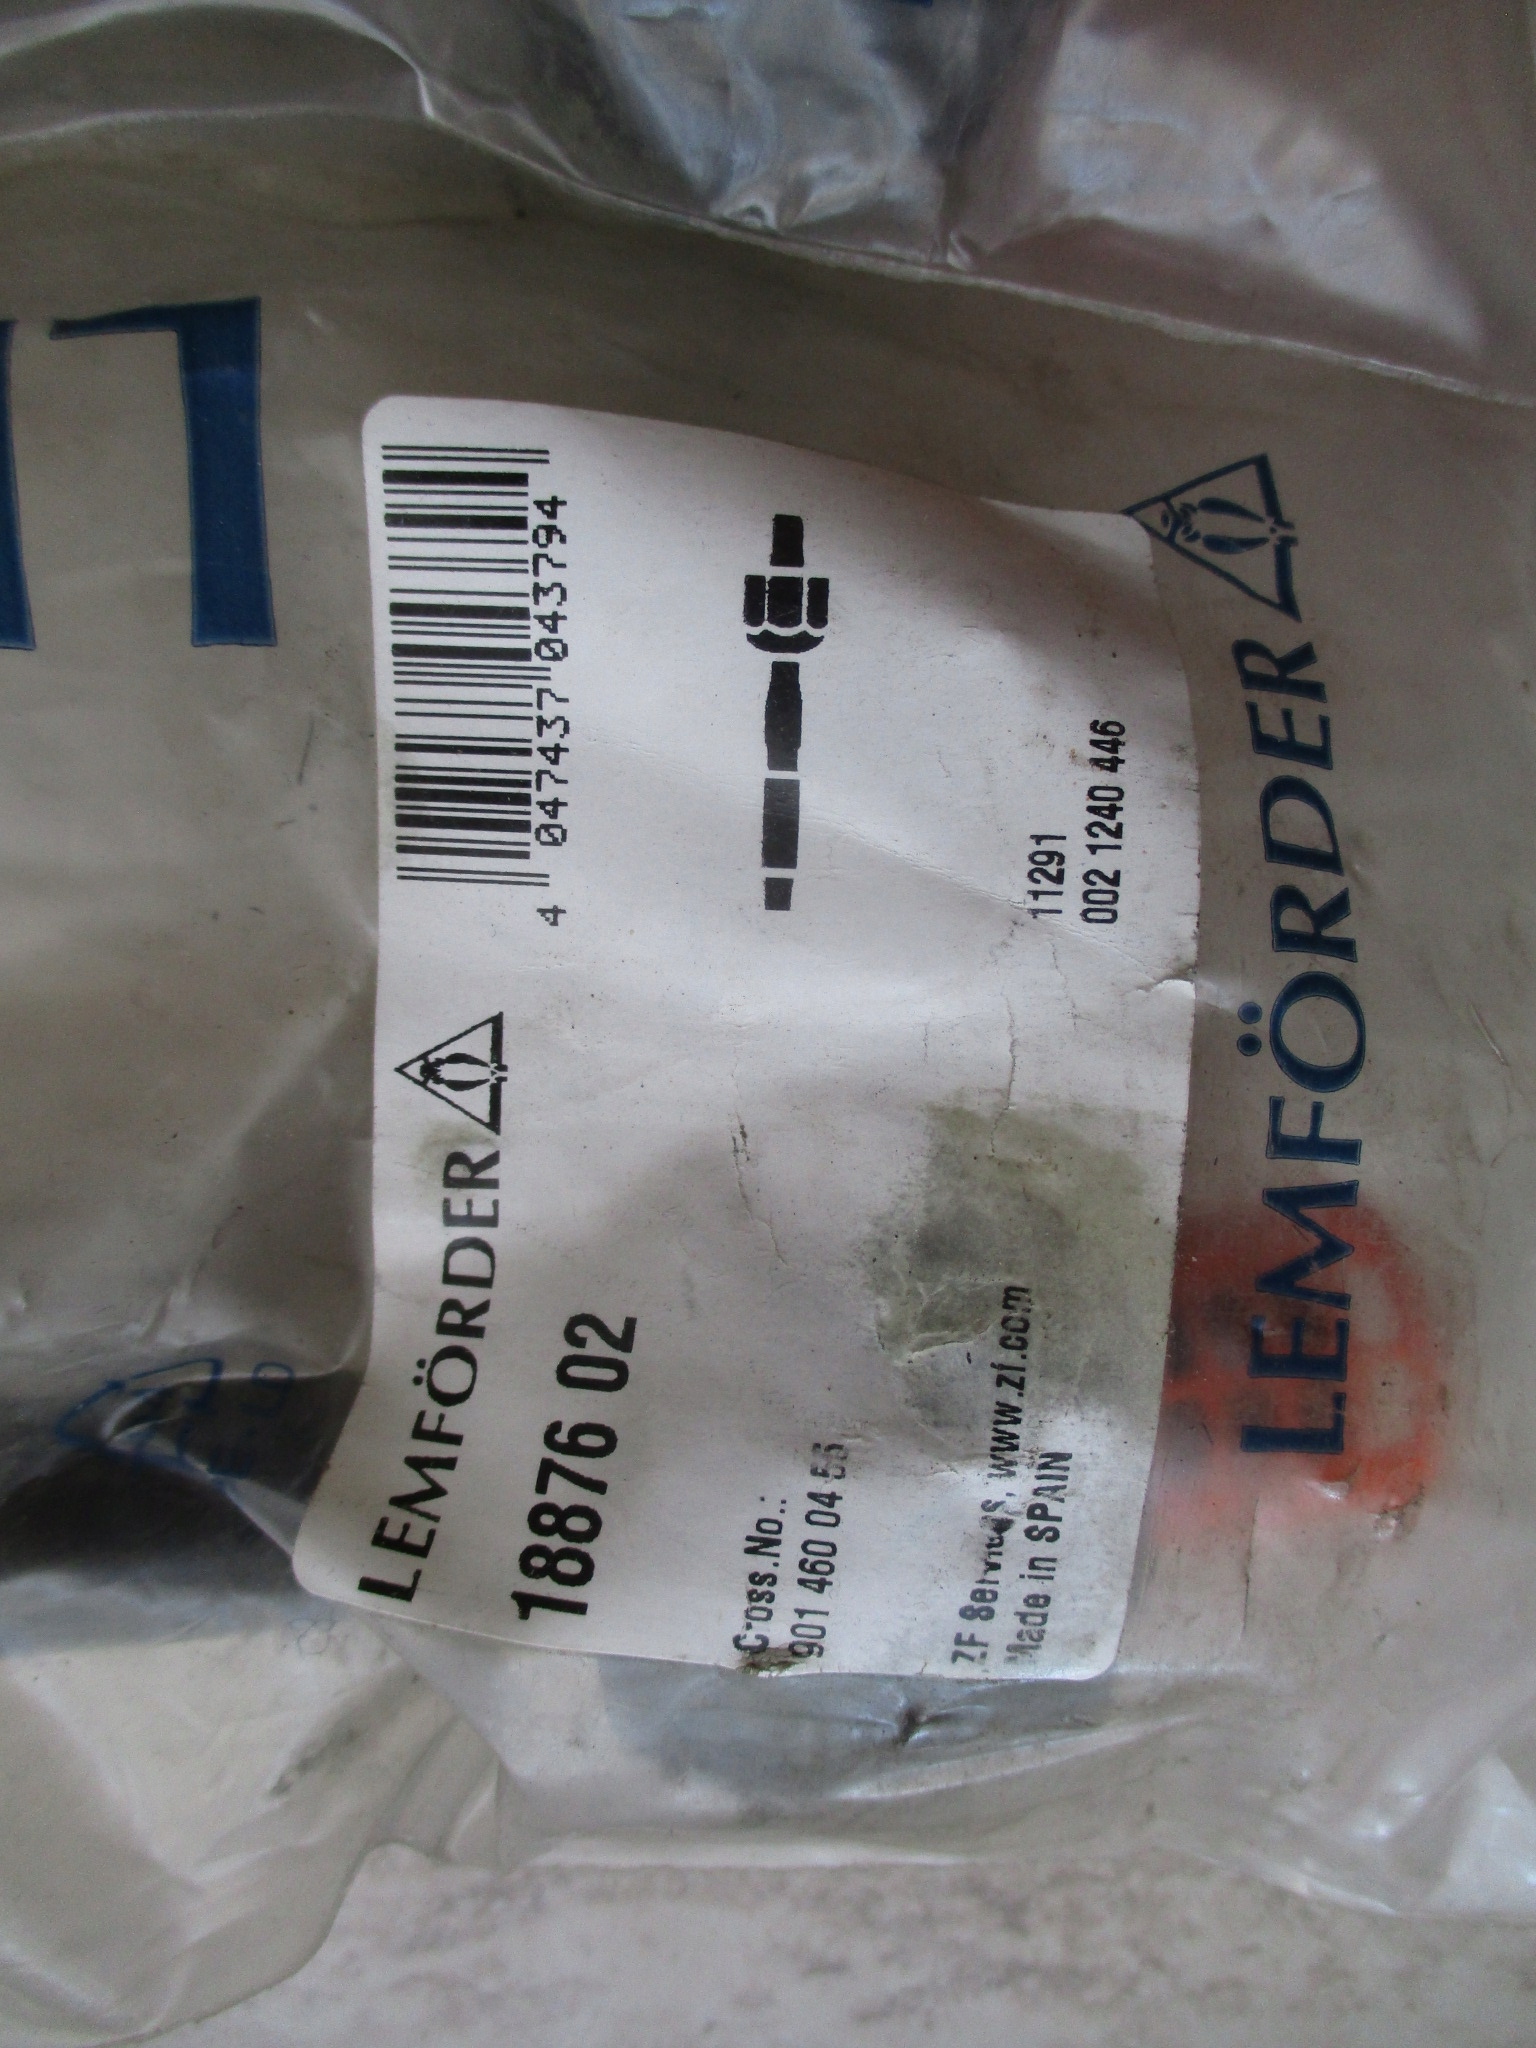 LEMFÖRDER
4 047437 043794
18876 02
Cross.No.:
901 460 04 55
11291
002 1240 446
ZF Services, www.zf.com
Made in SPAIN
LEMFÖRDER